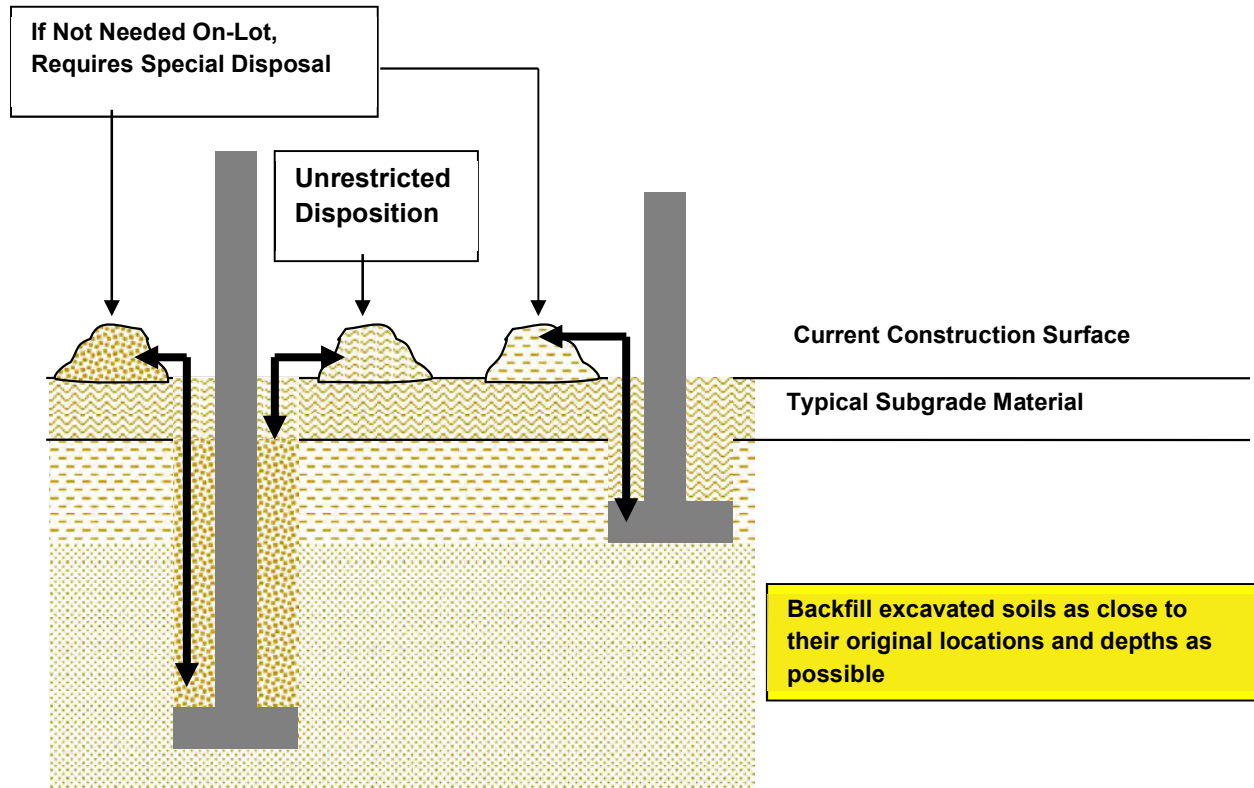 If Not Needed On-Lot,
Requires Special Disposal
Unrestricted
Disposition
Current Construction Surface
Typical Subgrade Material
Backfill excavated soils as close to
their original locations and depths as
possible